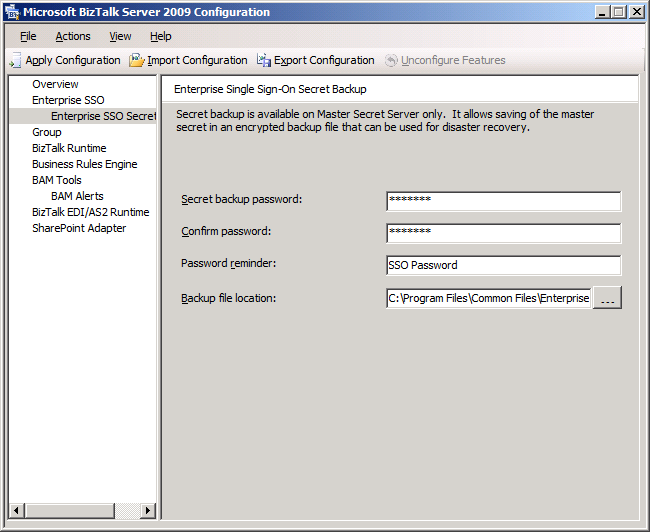 Microsoft BizTalk Server 2009 Configuration
File Actions View Help
Apply Configuration Import Configuration Export Configuration Unconfigure Features
Overview
Enterprise SSO
Enterprise SSO Secret
Group
BizTalk Runtime
Business Rules Engine
BAM Tools
BAM Alerts
BizTalk EDI/AS2 Runtime
SharePoint Adapter
Enterprise Single Sign-On Secret Backup
Secret backup is available on Master Secret Server only. It allows saving of the master
secret in an encrypted backup file that can be used for disaster recovery.
Secret backup password: *******
Confirm password: *******
Password reminder: SSO Password
Backup file location: C:\Program Files\Common Files\Enterprise ...